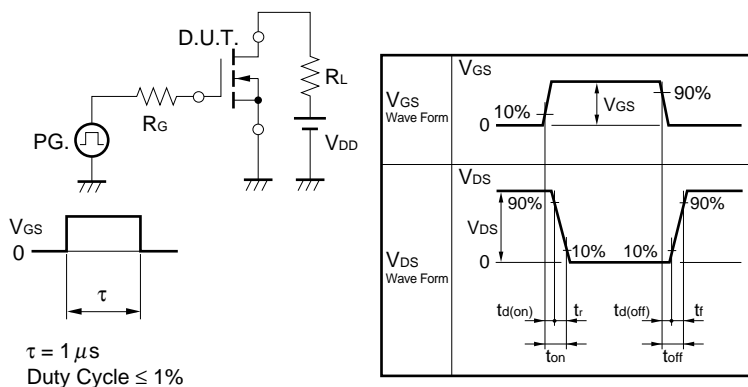 D.U.T.
RL
RG
PG.
VDD
VGS
0
τ
τ = 1 μs
Duty Cycle ≤ 1%
VGS
Wave Form
VGS
10%
VGS
90%
0
VDS
Wave Form
VDS
90%
VDS
90%
10%
10%
0
td(on)
tr
td(off)
tf
ton
toff